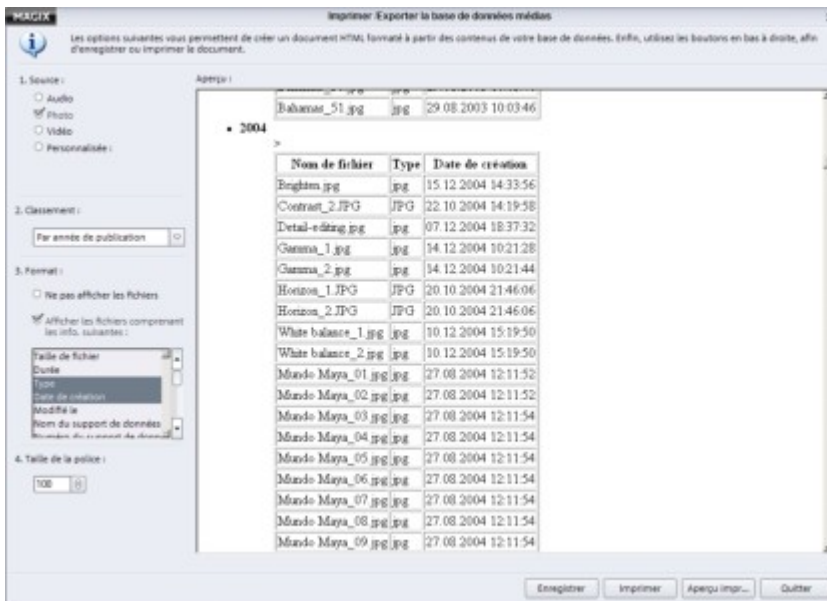 MAGIX
Imprimer /Exporter la base de données médias
Les options suivantes vous permettent de créer un document HTML formaté à partir des contenus de votre base de données. Enfin, utilisez les boutons en bas à droite, afin
d'enregistrer ou imprimer le document.
1. Source :
Audio
Photo
Vidéo
Personnalisée :
2. Classement :
Par année de publication
3. Format :
Ne pas afficher les fichiers
Afficher les fichiers comprenant
les info. suivantes :
Taille de fichier
Durée
Type
Date de création
Modifié le
Nom du support de données
Numéro du support de donné
4. Taille de la police :
100
Aperçu :
Bahamas_51.jpg jpg 29.08.2003 10:03:46
• 2004
>
Nom de fichier Type Date de création
Brighten.jpg jpg 15.12.2004 14:33:56
Contrast_2.JPG JPG 22.10.2004 14:19:58
Detail-editing.jpg jpg 07.12.2004 18:37:32
Gamma_1.jpg jpg 14.12.2004 10:21:28
Gamma_2.jpg jpg 14.12.2004 10:21:44
Horizon_1.JPG JPG 20.10.2004 21:46:06
Horizon_2.JPG JPG 20.10.2004 21:46:06
White balance_1.jpg jpg 10.12.2004 15:19:50
White balance_2.jpg jpg 10.12.2004 15:19:50
Mundo Maya_01.jpg jpg 27.08.2004 12:11:52
Mundo Maya_02.jpg jpg 27.08.2004 12:11:52
Mundo Maya_03.jpg jpg 27.08.2004 12:11:54
Mundo Maya_04.jpg jpg 27.08.2004 12:11:54
Mundo Maya_05.jpg jpg 27.08.2004 12:11:54
Mundo Maya_06.jpg jpg 27.08.2004 12:11:54
Mundo Maya_07.jpg jpg 27.08.2004 12:11:54
Mundo Maya_08.jpg jpg 27.08.2004 12:11:54
Mundo Maya_09.jpg jpg 27.08.2004 12:11:54
Enregistrer
Imprimer
Aperçu impr...
Quitter